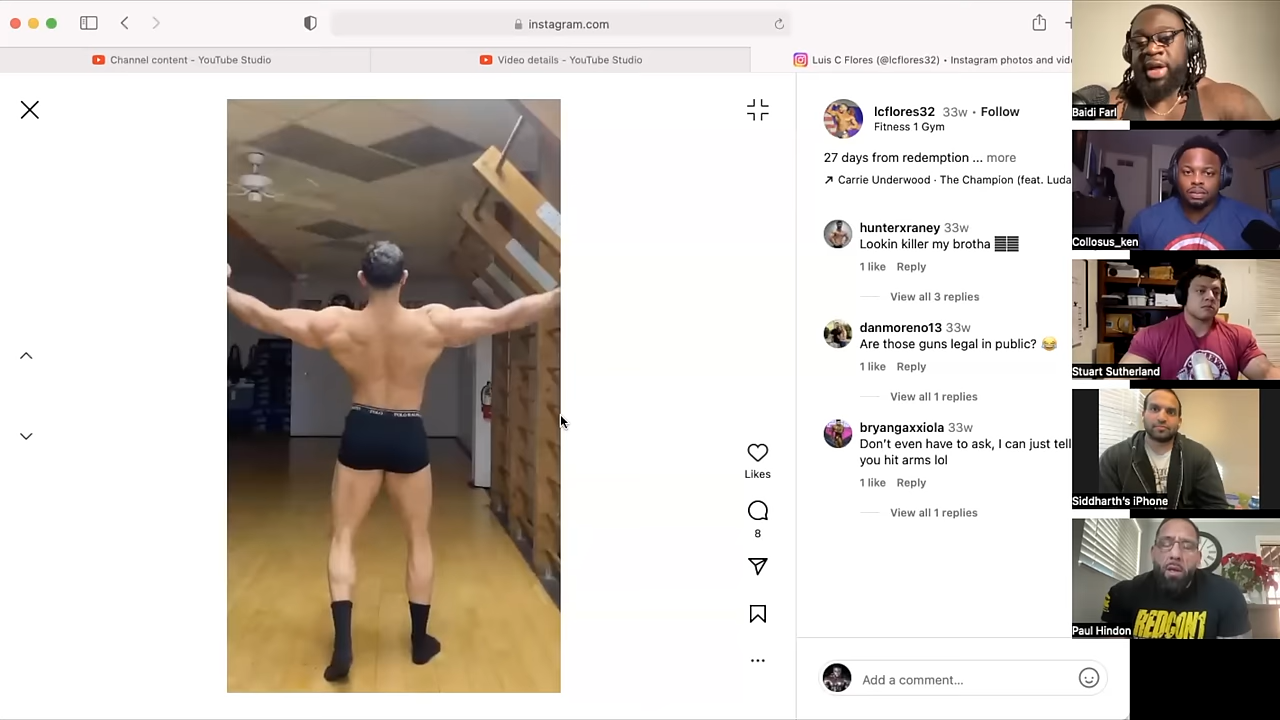 instagram.com
Channel content - YouTube Studio
Video details - YouTube Studio
Luis C Flores (@lcflores32) • Instagram photos and vide
lcflores32 33w • Follow
Fitness 1 Gym
27 days from redemption ... more
Carrie Underwood · The Champion (feat. Luda
hunterxraney 33w
Lookin killer my brotha
1 like Reply
View all 3 replies
danmoreno13 33w
Are those guns legal in public? 😂
1 like Reply
View all 1 replies
bryangaxxiola 33w
Don't even have to ask, I can just tell
you hit arms lol
1 like Reply
View all 1 replies
Likes
8
Add a comment...
Baidi Farl
Collosus_ken
Stuart Sutherland
Siddharth's iPhone
Paul Hindon
REDCON1
POLO